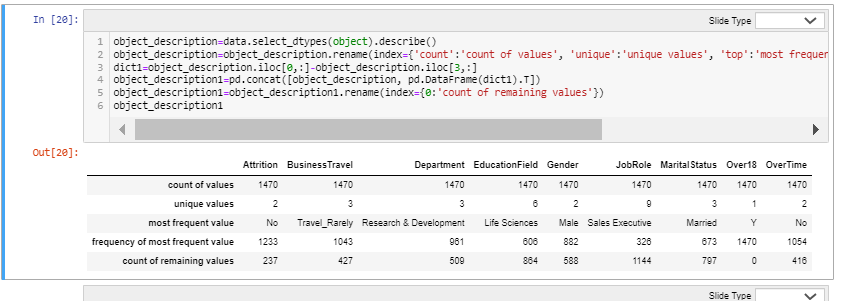 In [20]:
Slide Type
1 object_description=data.select_dtypes(object).describe()
2 object_description=object_description.rename(index={'count':'count of values', 'unique':'unique values', 'top':'most frequen
3 dict1=object_description.iloc[0,:]-object_description.iloc[3,:]
4 object_description1=pd.concat([object_description, pd.DataFrame(dict1).T])
5 object_description1=object_description1.rename(index={0:'count of remaining values'})
6 object_description1
Out[20]:
Attrition BusinessTravel Department EducationField Gender JobRole MaritalStatus Over18 OverTime
count of values 1470 1470 1470 1470 1470 1470 1470 1470 1470
unique values 2 3 3 6 2 9 3 1 2
most frequent value No Travel_Rarely Research & Development Life Sciences Male Sales Executive Married Y No
frequency of most frequent value 1233 1043 961 606 882 326 673 1470 1054
count of remaining values 237 427 509 864 588 1144 797 0 416
Slide Type